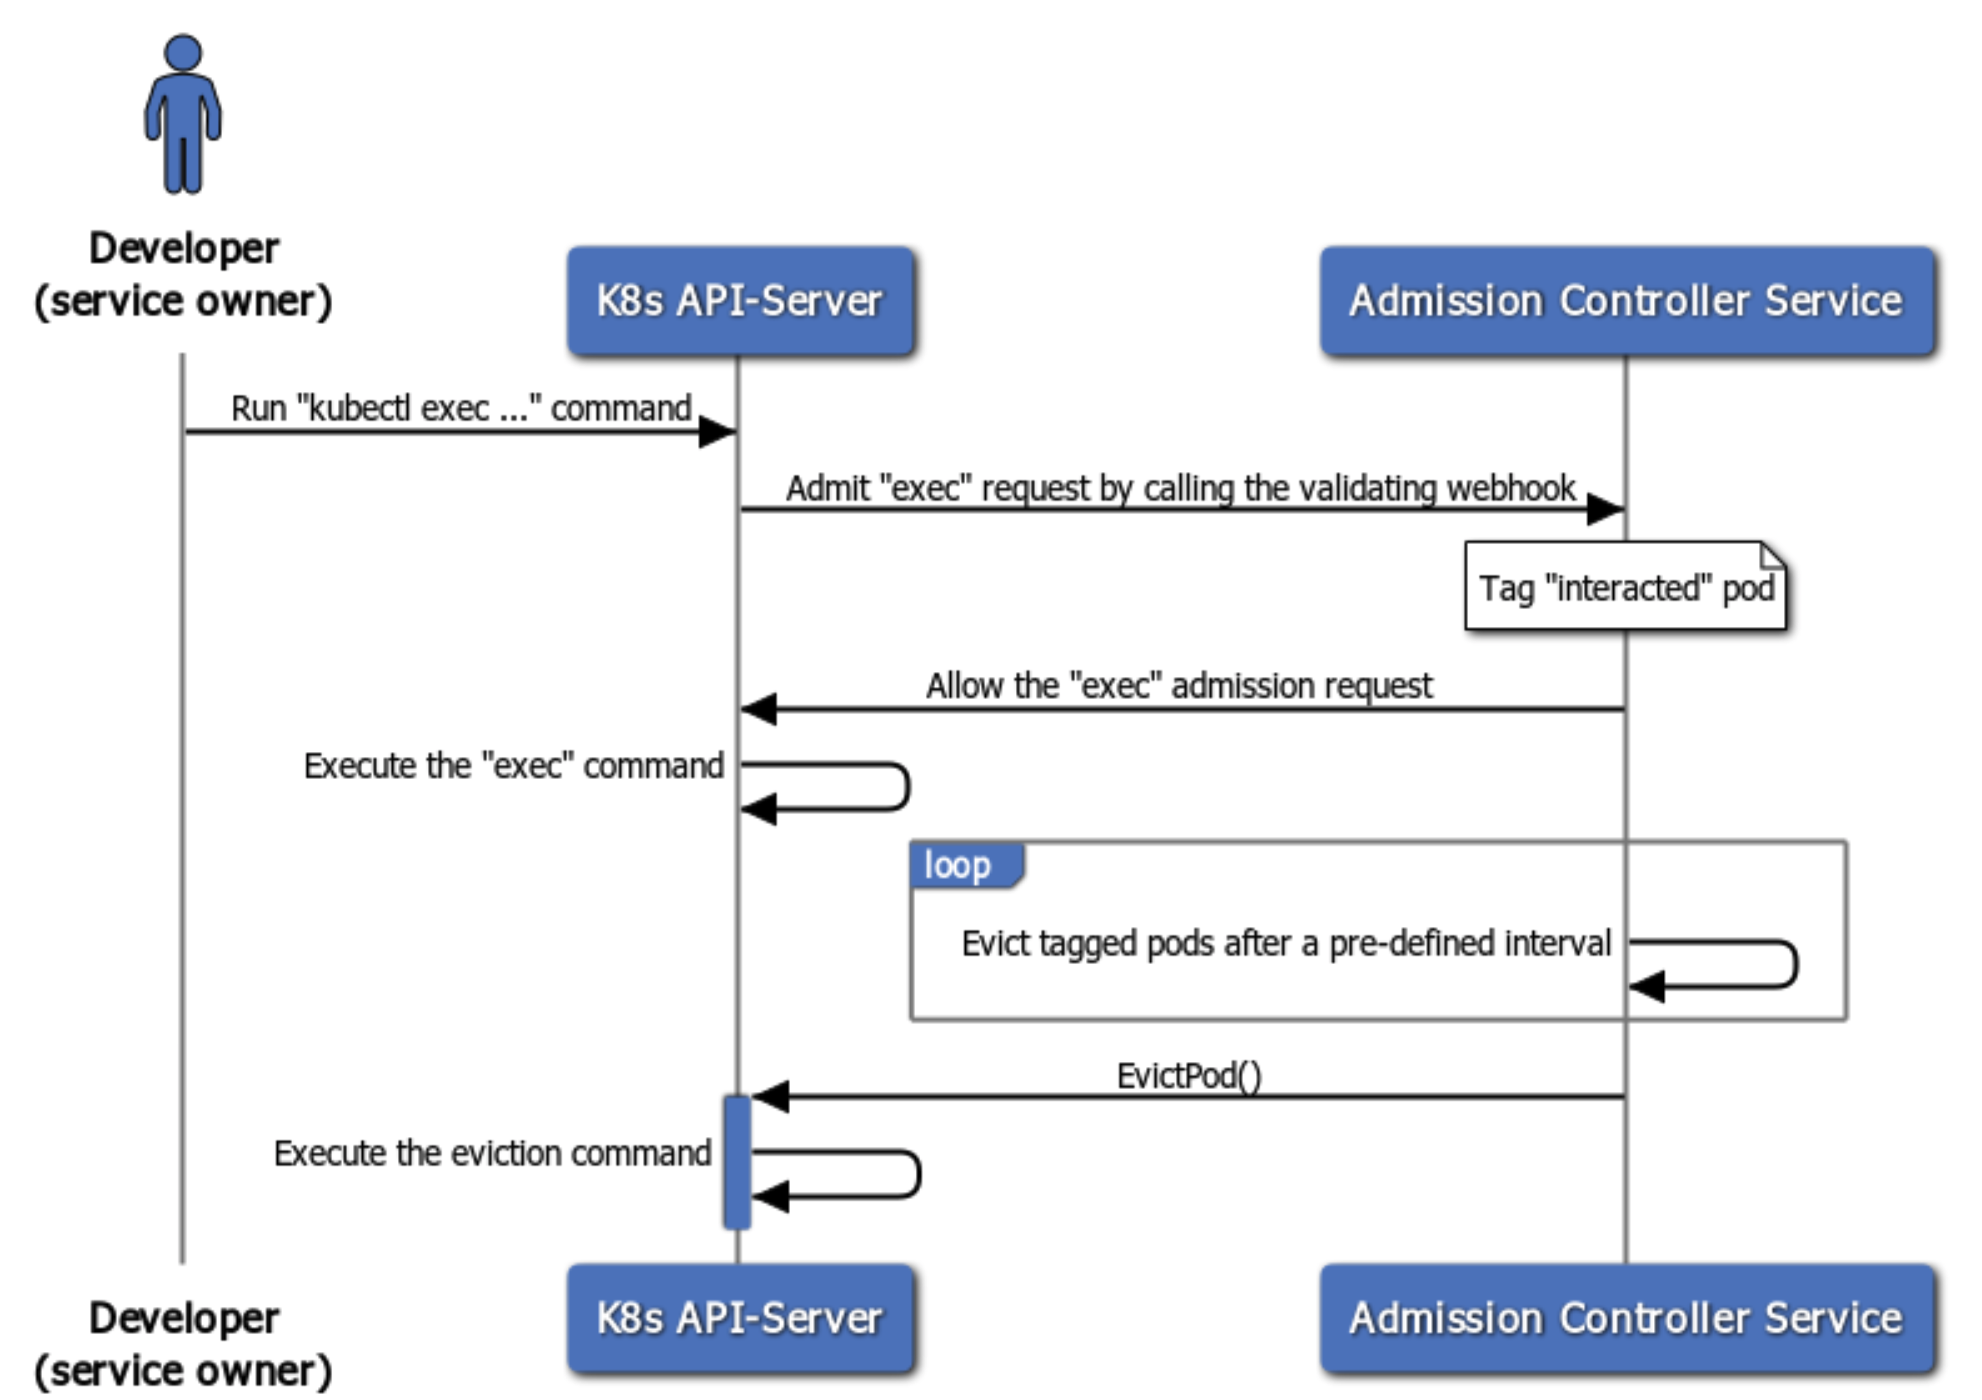 Developer
(service owner)
K8s API-Server
Admission Controller Service
Run "kubectl exec ..." command
Admit "exec" request by calling the validating webhook
Tag "interacted" pod
Allow the "exec" admission request
Execute the "exec" command
loop
Evict tagged pods after a pre-defined interval
EvictPod()
Execute the eviction command
Developer
(service owner)
K8s API-Server
Admission Controller Service